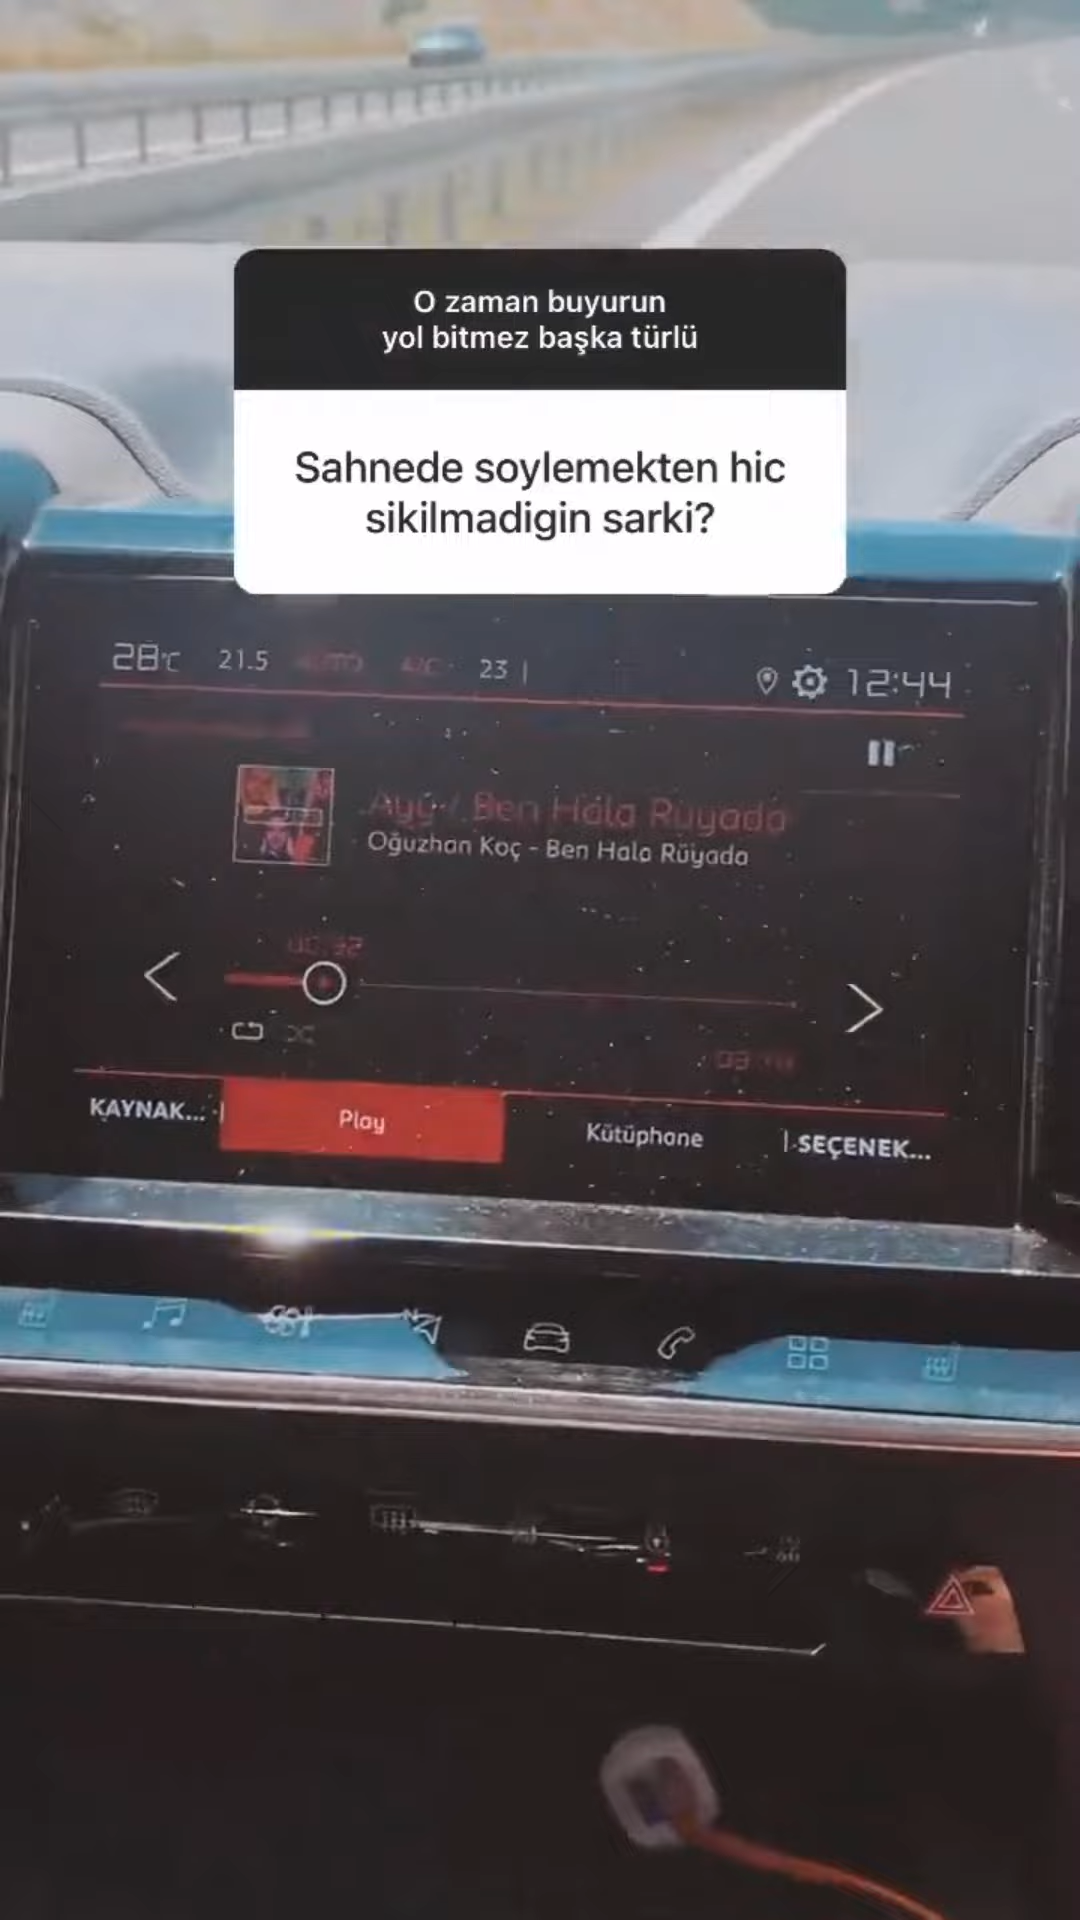 O zaman buyurun
yol bitmez başka türlü
Sahnede soylemekten hic
sikilmadigin sarki?
28°C 21.5 AUTO A/C 23 12:44
Ben Hala Rüyada
Oğuzhan Koç - Ben Hala Rüyada
KAYNAK... Play Kütüphane SEÇENEK...